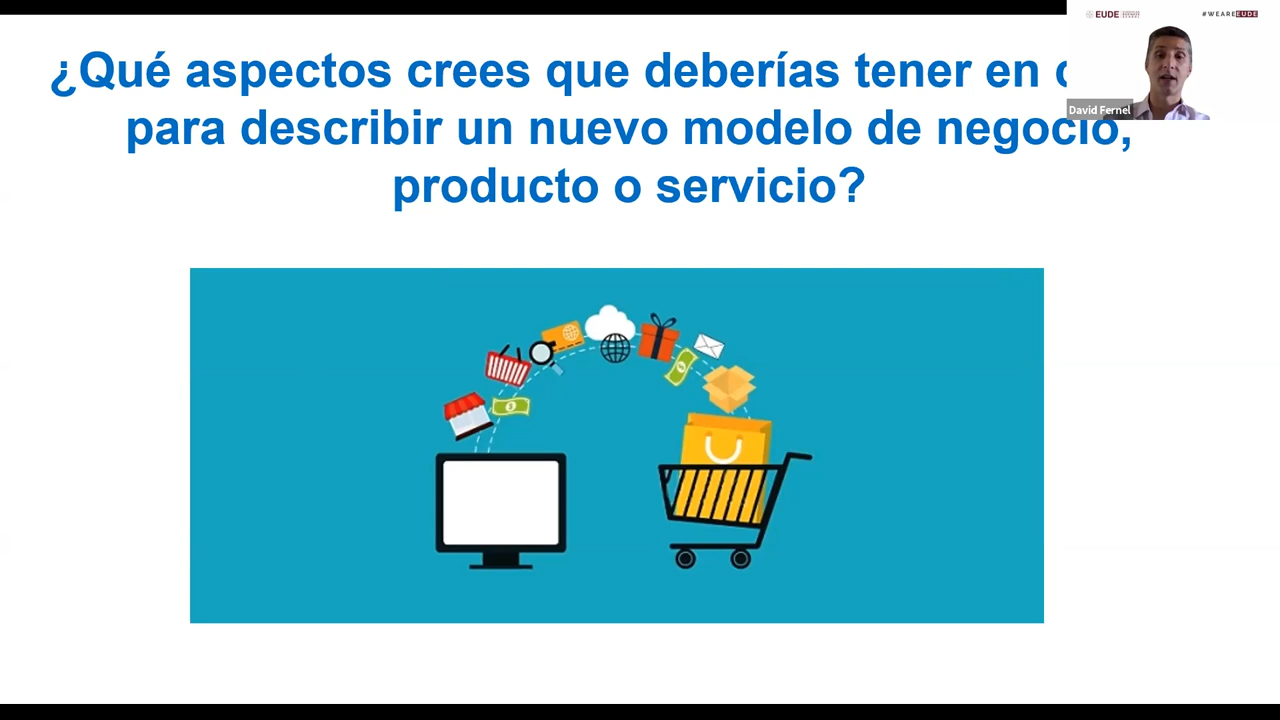 ¿Qué aspectos crees que deberías tener en
para describir un nuevo modelo de negocio,
producto o servicio?
EUDE
#WEAREEUDE
David Fernel